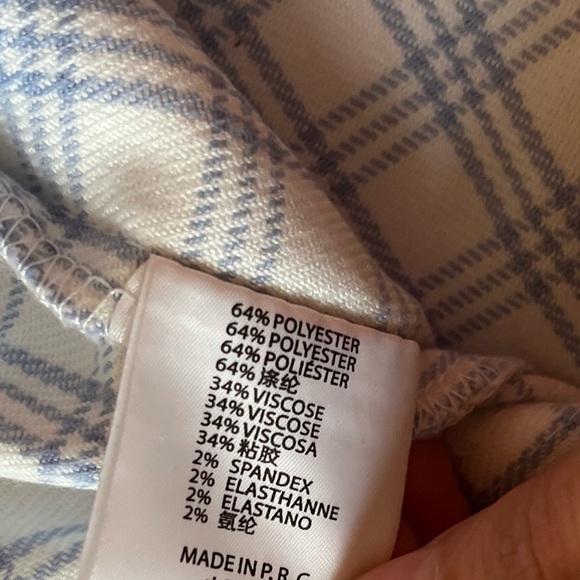 64% POLYESTER
64% POLYESTER
64% POLIÉSTER
64% 涤纶
34% VISCOSE
34% VISCOSE
34% VISCOSA
34% 粘胶
2% SPANDEX
2% ELASTHANNE
2% ELASTANO
2% 氨纶
MADE IN P.R.C